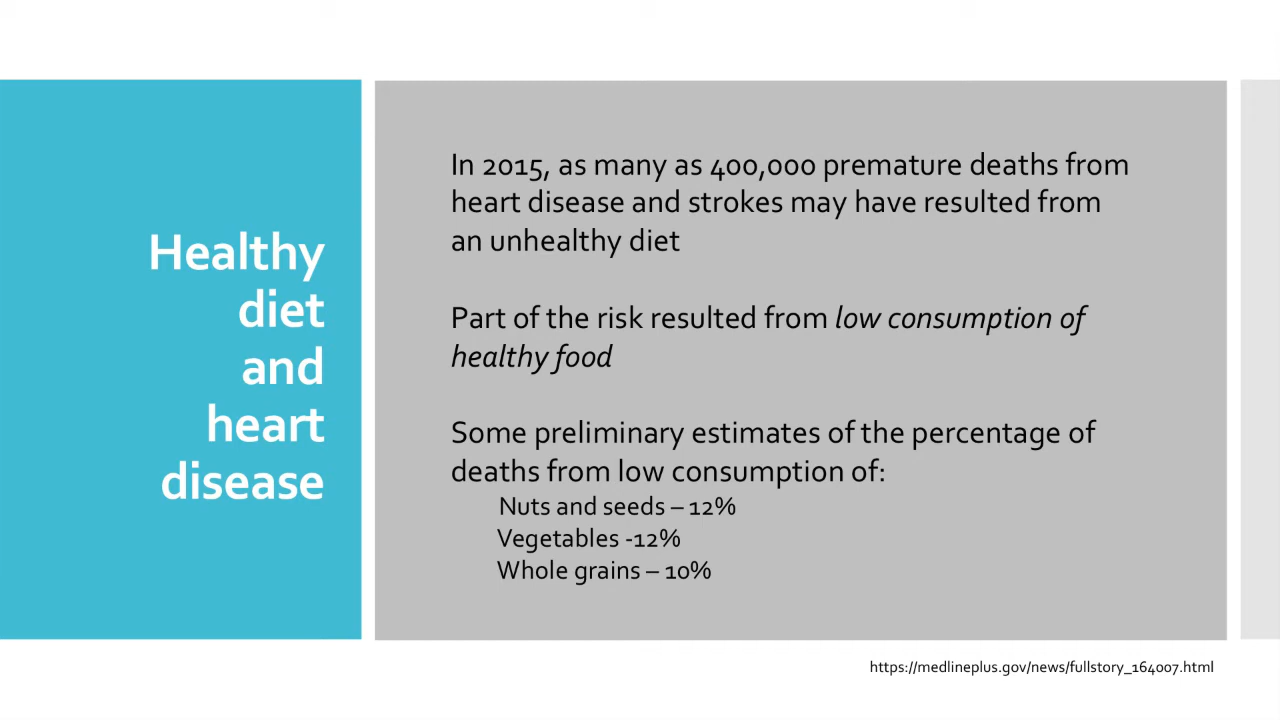 Healthy
diet
and
heart
disease
In 2015, as many as 400,000 premature deaths from
heart disease and strokes may have resulted from
an unhealthy diet
Part of the risk resulted from low consumption of
healthy food
Some preliminary estimates of the percentage of
deaths from low consumption of:
Nuts and seeds – 12%
Vegetables -12%
Whole grains – 10%
https://medlineplus.gov/news/fullstory_164007.html